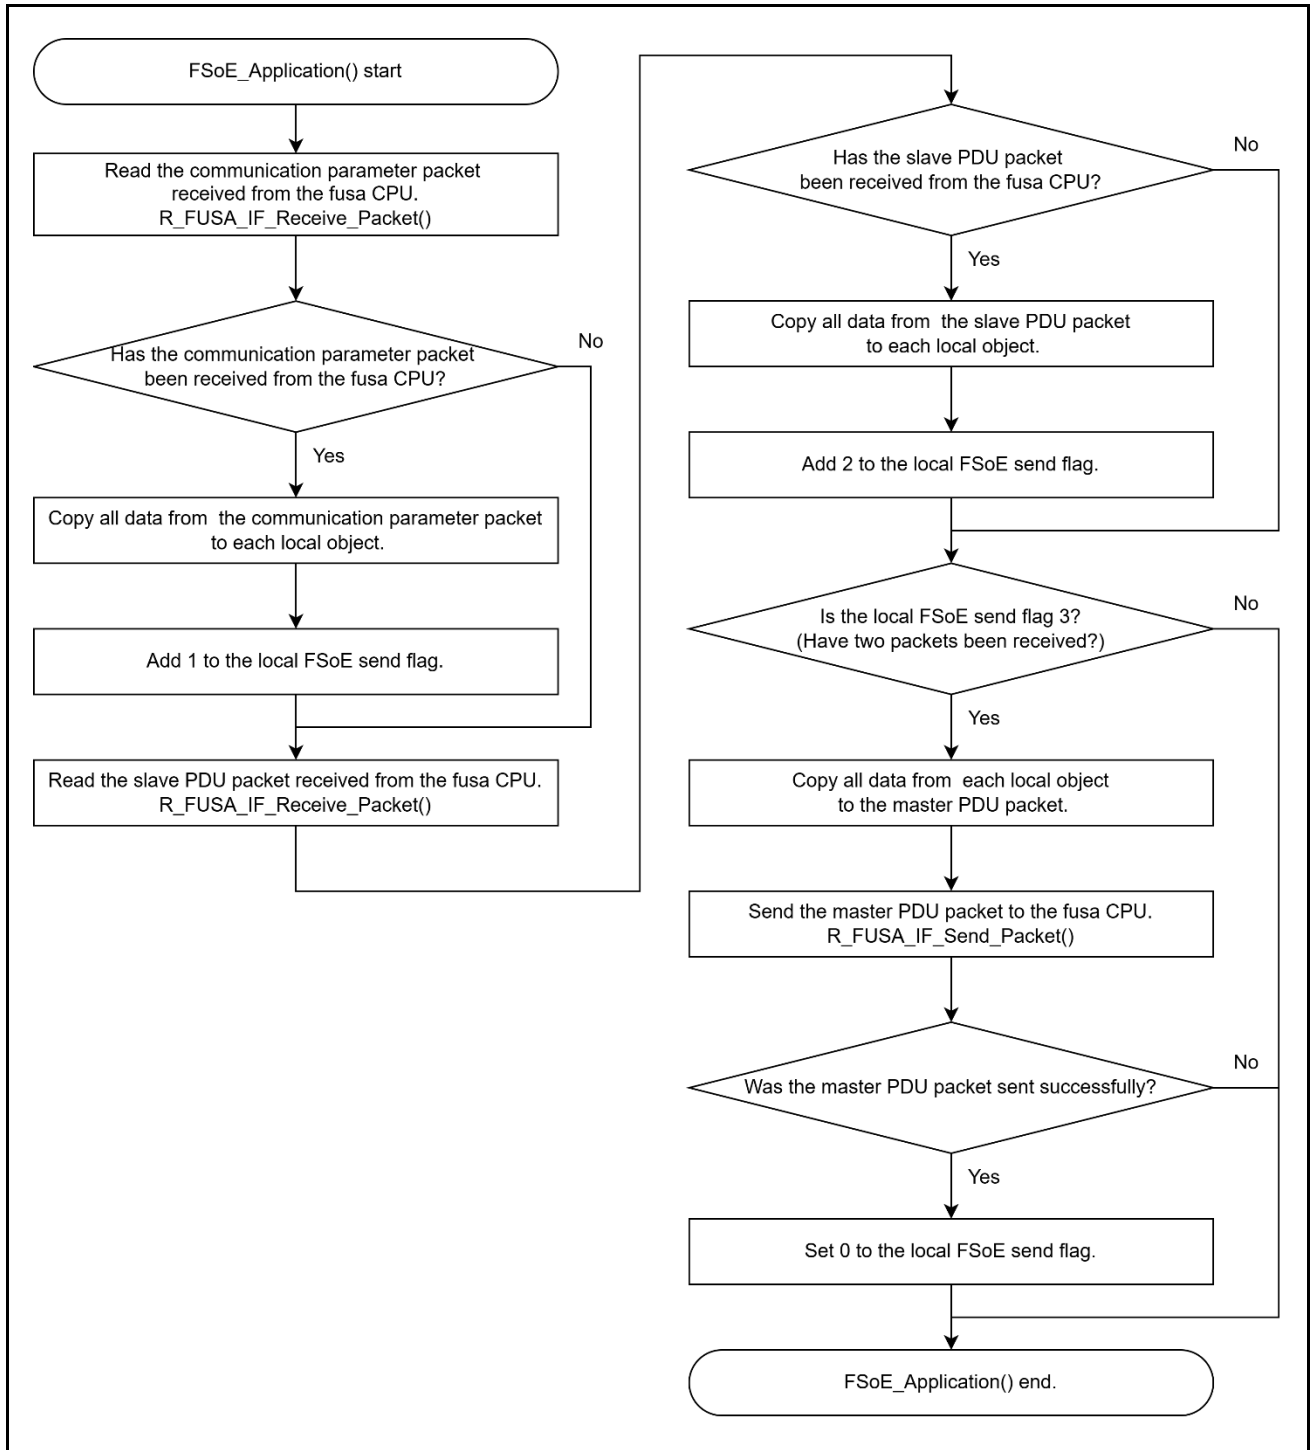 FSoE_Application() start
Read the communication parameter packet
received from the fusa CPU.
R_FUSA_IF_Receive_Packet()
Has the communication parameter packet
been received from the fusa CPU?
No
Yes
Copy all data from the communication parameter packet
to each local object.
Add 1 to the local FSoE send flag.
Read the slave PDU packet received from the fusa CPU.
R_FUSA_IF_Receive_Packet()
Has the slave PDU packet
been received from the fusa CPU?
No
Yes
Copy all data from the slave PDU packet
to each local object.
Add 2 to the local FSoE send flag.
Is the local FSoE send flag 3?
(Have two packets been received?)
No
Yes
Copy all data from each local object
to the master PDU packet.
Send the master PDU packet to the fusa CPU.
R_FUSA_IF_Send_Packet()
Was the master PDU packet sent successfully?
No
Yes
Set 0 to the local FSoE send flag.
FSoE_Application() end.